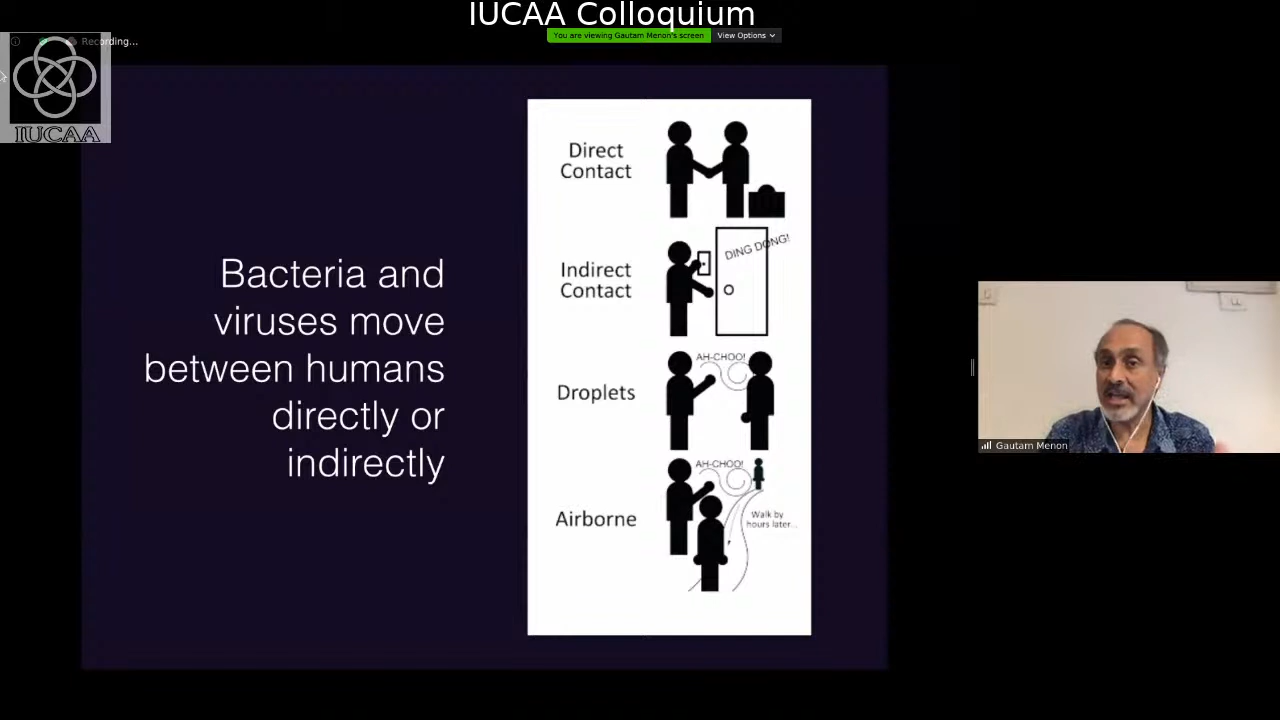 IUCAA Colloquium
Recording...
You are viewing Gautam Menon's screen
View Options
IUCAA
Bacteria and
viruses move
between humans
directly or
indirectly
Direct
Contact
Indirect
Contact
DING DONG!
Droplets
AH-CHOO!
Airborne
AH-CHOO!
Walk by
hours later...
Gautam Menon